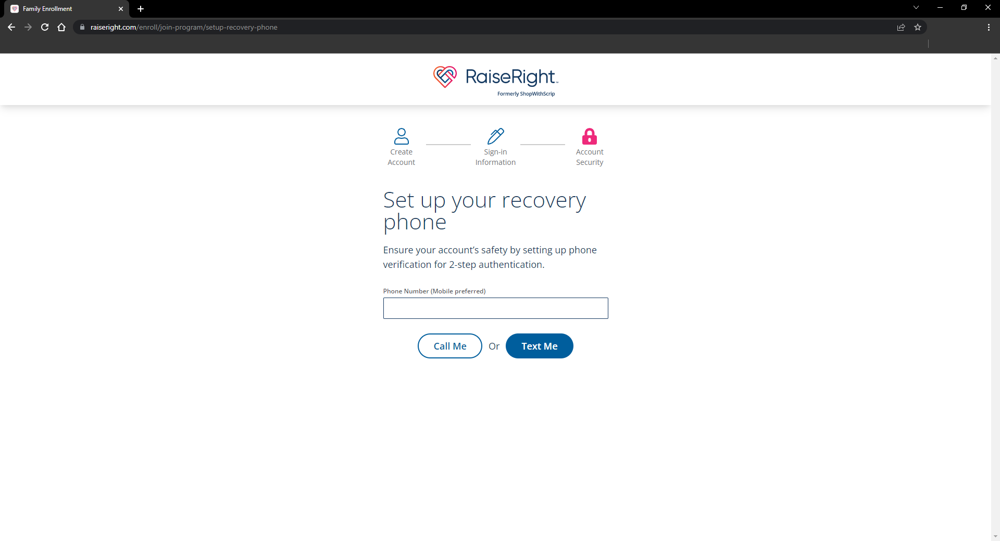 Family Enrollment
raiseright.com/enroll/join-program/setup-recovery-phone
RaiseRight™
Formerly ShopWithScrip
Create
Account
Sign-in
Information
Account
Security
Set up your recovery
phone
Ensure your account’s safety by setting up phone
verification for 2-step authentication.
Phone Number (Mobile preferred)
Call Me Or Text Me